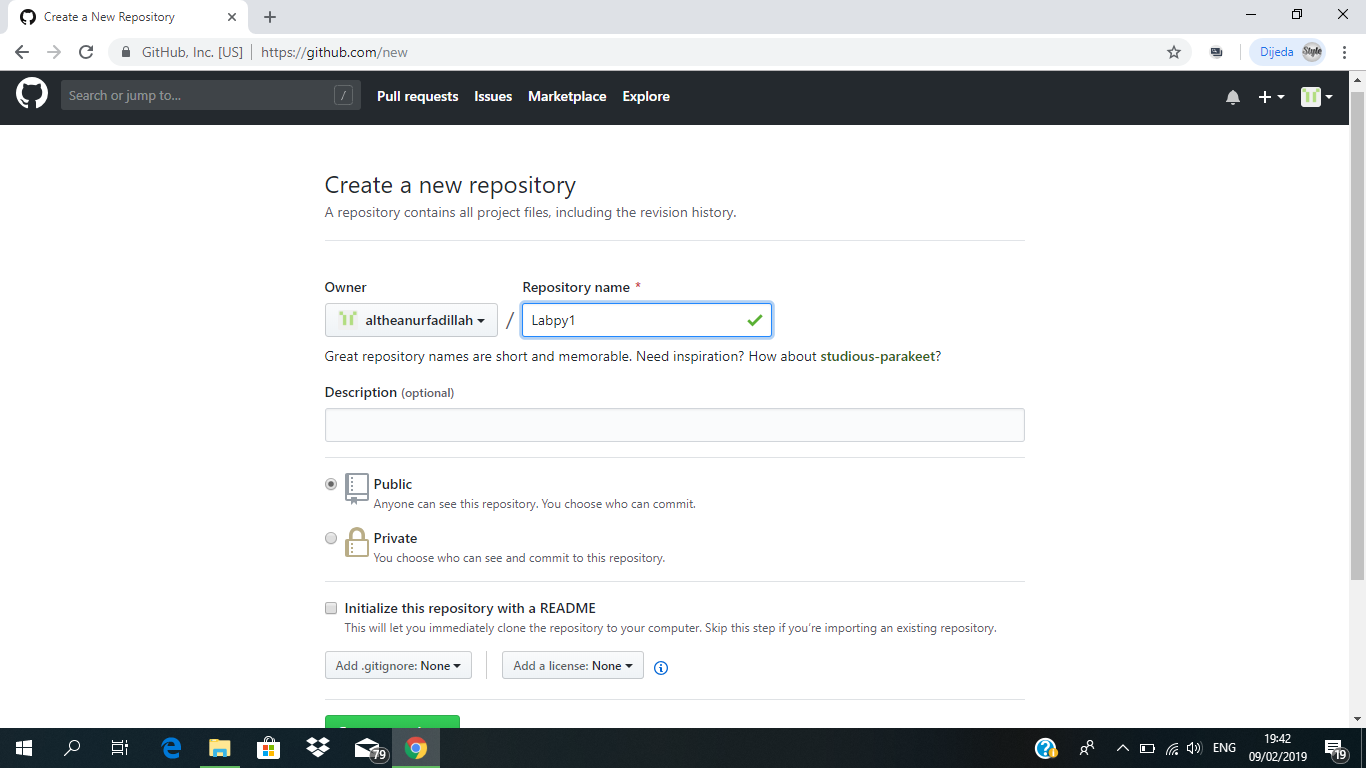 Create a New Repository
GitHub, Inc. [US] https://github.com/new
Dijeda
Style
Search or jump to... /
Pull requests Issues Marketplace Explore
Create a new repository
A repository contains all project files, including the revision history.
Owner Repository name *
altheanurfadillah / Labpy1
Great repository names are short and memorable. Need inspiration? How about studious-parakeet?
Description (optional)
Public
Anyone can see this repository. You choose who can commit.
Private
You choose who can see and commit to this repository.
Initialize this repository with a README
This will let you immediately clone the repository to your computer. Skip this step if you’re importing an existing repository.
Add .gitignore: None Add a license: None
79
ENG
19:42
09/02/2019
19